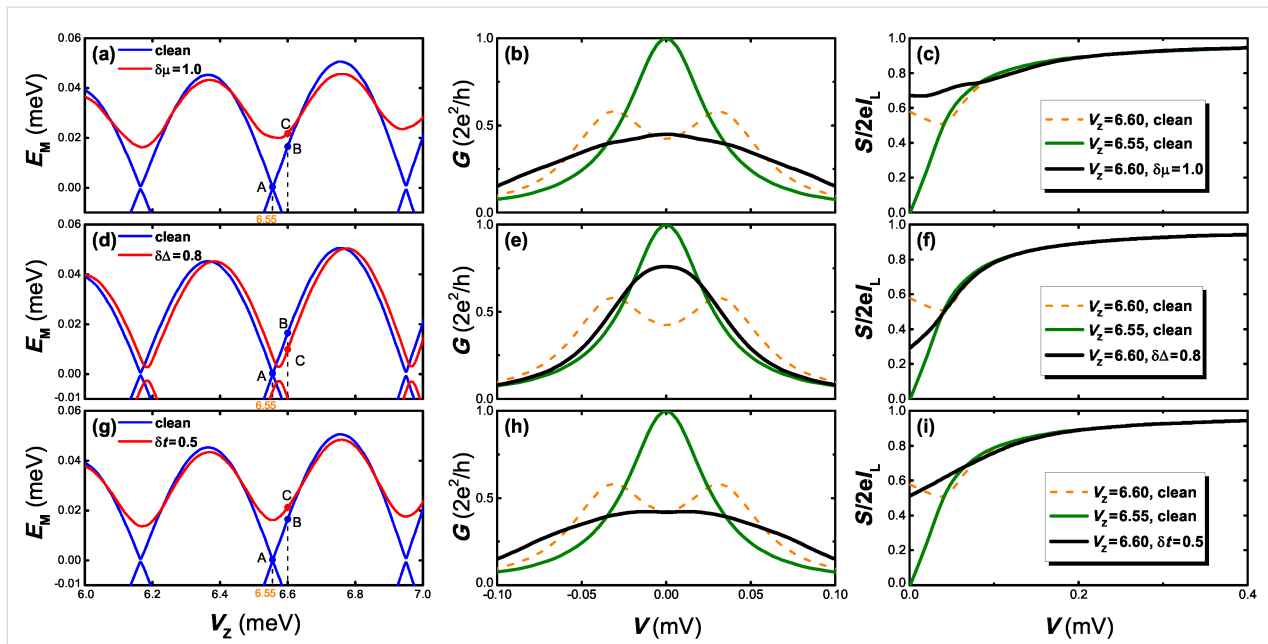 (a)
clean
δμ=1.0
0.06
0.04
0.02
0.00
E_M (meV)
A
B
C
6.55
(b)
1.0
0.5
0.0
G (2e²/h)
(c)
1.0
0.8
0.6
0.4
0.2
0.0
S/2eI_L
V_z=6.60, clean
V_z=6.55, clean
V_z=6.60, δμ=1.0
(d)
clean
δΔ=0.8
0.06
0.04
0.02
0.00
-0.01
E_M (meV)
A
B
C
6.55
(e)
1.0
0.5
0.0
G (2e²/h)
(f)
1.0
0.8
0.6
0.4
0.2
0.0
S/2eI_L
V_z=6.60, clean
V_z=6.55, clean
V_z=6.60, δΔ=0.8
(g)
clean
δt=0.5
0.06
0.04
0.02
0.00
-0.01
E_M (meV)
A
B
C
6.0 6.2 6.4 6.55 6.6 6.8 7.0
V_Z (meV)
(h)
1.0
0.5
0.0
G (2e²/h)
-0.10 -0.05 0.00 0.05 0.10
V (mV)
(i)
1.0
0.8
0.6
0.4
0.2
0.0
S/2eI_L
V_z=6.60, clean
V_z=6.55, clean
V_z=6.60, δt=0.5
0.0 0.2 0.4
V (mV)